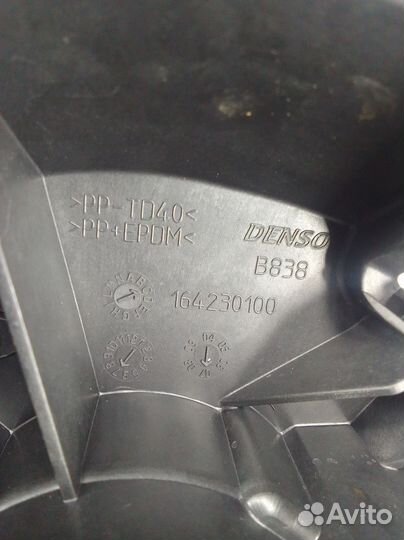 >PP-TD40<
>PP+EPDM<
DENSO
B838
164230100
Avito